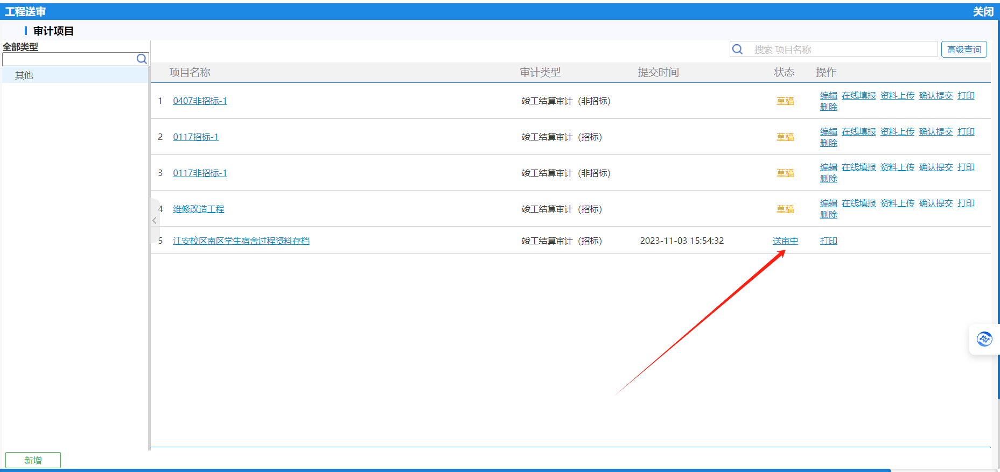 工程送审 关闭
审计项目
全部类型
搜索 项目名称 高级查询
其他
项目名称 审计类型 提交时间 状态 操作
1 0407非招标-1 竣工结算审计（非招标） 草稿 编辑 在线填报 资料上传 确认提交 打印
删除
2 0117招标-1 竣工结算审计（招标） 草稿 编辑 在线填报 资料上传 确认提交 打印
删除
3 0117非招标-1 竣工结算审计（非招标） 草稿 编辑 在线填报 资料上传 确认提交 打印
删除
4 维修改造工程 竣工结算审计（招标） 草稿 编辑 在线填报 资料上传 确认提交 打印
删除
5 江安校区南区学生宿舍过程资料存档 竣工结算审计（招标） 2023-11-03 15:54:32 送审中 打印
新增